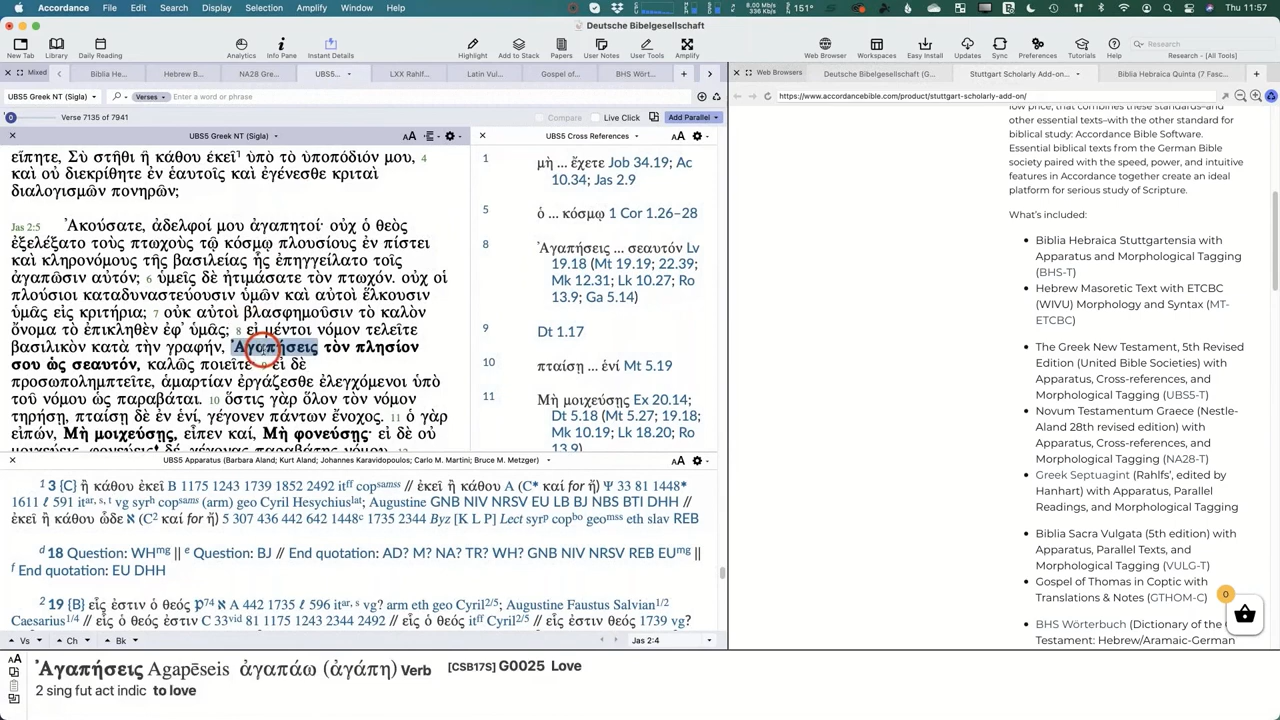 Accordance File Edit Text Search Selection Library Amplify Display Window Utilities Help
8.00 KB/s
336.00 MB/s
Thu 11:57
Deutsche Bibelgesellschaft
New Tab Library Daily Reading Analytics Info Pane Instant Details Highlight Add to Stack Papers User Notes User Tools Amplify
Web Browser Workspaces Easy Install Updates Sync Preferences Tutorials Help Research
Research - [All Tools]
Mixed Biblia He... Hebrew B... NA28 Gre... UBS5... LXX Rahlf... Latin Vul... Gospel of... BHS Wört...
Web Browsers Deutsche Bibelgesellschaft (G... Stuttgart Scholarly Add-on... Biblia Hebraica Quinta (7 Fasc...
UBS5 Greek NT (Sigla) Verses Enter a word or phrase
https://www.accordancebible.com/product/stuttgart-scholarly-add-on/
0 Verse 7135 of 7941 Compare Live Click Add Parallel
UBS5 Greek NT (Sigla)
εἴπητε, Σὺ στῆθι ἢ κάθου ἐκεῖ¹ ὑπὸ τὸ ὑποπόδιόν μου, 4
καὶ οὐ διεκρίθητε ἐν ἑαυτοῖς καὶ ἐγένεσθε κριταὶ
διαλογισμῶν πονηρῶν;
Jas 2:5 Ἀκούσατε, ἀδελφοί μου ἀγαπητοί· οὐχ ὁ θεὸς
ἐξελέξατο τοὺς πτωχοὺς τῷ κόσμῳ πλουσίους ἐν πίστει
καὶ κληρονόμους τῆς βασιλείας ἧς ἐπηγγείλατο τοῖς
ἀγαπῶσιν αὐτόν; 6 ὑμεῖς δὲ ἠτιμάσατε τὸν πτωχόν. οὐχ οἱ
πλούσιοι καταδυναστεύουσιν ὑμῶν καὶ αὐτοὶ ἕλκουσιν
ὑμᾶς εἰς κριτήρια; 7 οὐκ αὐτοὶ βλασφημοῦσιν τὸ καλὸν
ὄνομα τὸ ἐπικληθὲν ἐφ᾽ ὑμᾶς; 8 εἰ μέντοι νόμον τελεῖτε
βασιλικὸν κατὰ τὴν γραφήν, Ἀγαπήσεις τὸν πλησίον
σου ὡς σεαυτόν, καλῶς ποιεῖτε· 9 εἰ δὲ
προσωπολημπτεῖτε, ἁμαρτίαν ἐργάζεσθε ἐλεγχόμενοι ὑπὸ
τοῦ νόμου ὡς παραβάται. 10 ὅστις γὰρ ὅλον τὸν νόμον
τηρήσῃ, πταίσῃ δὲ ἐν ἑνί, γέγονεν πάντων ἔνοχος. 11 ὁ γὰρ
εἰπών, Μὴ μοιχεύσῃς, εἶπεν καί, Μὴ φονεύσῃς· εἰ δὲ οὐ
UBS5 Cross References
1 μὴ ... ἔχετε Job 34.19; Ac
10.34; Jas 2.9
5 ὁ ... κόσμῳ 1 Cor 1.26–28
8 Ἀγαπήσεις ... σεαυτόν Lv
19.18 (Mt 19.19; 22.39;
Mk 12.31; Lk 10.27; Ro
13.9; Ga 5.14)
9 Dt 1.17
10 πταίσῃ ... ἑνί Mt 5.19
11 Μὴ μοιχεύσῃς Ex 20.14;
Dt 5.18 (Mt 5.27; 19.18;
Mk 10.19; Lk 18.20; Ro
13.9)
UBS5 Apparatus (Barbara Aland; Kurt Aland; Johannes Karavidopoulos; Carlo M. Martini; Bruce M. Metzger)
1 3 {C} ἢ κάθου ἐκεῖ B 1175 1243 1739 1852 2492 itff copsamss // ἐκεῖ ἢ κάθου A (C* καί for ἤ) Ψ 33 81 1448*
1611 ℓ 591 itar, s, t vg syrh copsams (arm) geo Cyril Hesychiuslat; Augustine GNB NIV NRSV EU LB BJ NBS BTI DHH //
ἐκεῖ ἢ κάθου ὧδε ℵ (C2 καί for ἤ) 5 307 436 442 642 1448c 1735 2344 Byz [K L P] Lect syrp copbo geomss eth slav REB
d 18 Question: WHmg || e Question: BJ // End quotation: AD? M? NA? TR? WH? GNB NIV NRSV REB EUmg ||
f End quotation: EU DHH
2 19 {B} εἷς ἐστιν ὁ θεός 𝔓74 ℵ A 442 1735 ℓ 596 itar, s vg? arm eth geo Cyril2/5; Augustine Faustus Salvian1/2
Caesarius1/4 // εἷς ὁ θεός ἐστιν C 33vid 81 1175 1243 2344 2492 itff Cyril2/5 // εἷς θεός ἐστιν 1739 vg?
Vs Ch Bk Jas 2:4
Ἀγαπήσεις Agapēseis ἀγαπάω (ἀγάπη) Verb [CSB17S] G0025 Love
2 sing fut act indic to love
low price, that combines these standards–and
other essential texts–with the other standard for
biblical study: Accordance Bible Software.
Essential biblical texts from the German Bible
society paired with the speed, power, and intuitive
features in Accordance together create an ideal
platform for serious study of Scripture.
What's included:
Biblia Hebraica Stuttgartensia with
Apparatus and Morphological Tagging
(BHS-T)
Hebrew Masoretic Text with ETCBC
(WIVU) Morphology and Syntax (MT-
ETCBC)
The Greek New Testament, 5th Revised
Edition (United Bible Societies) with
Apparatus, Cross-references, and
Morphological Tagging (UBS5-T)
Novum Testamentum Graece (Nestle-
Aland 28th revised edition) with
Apparatus, Cross-references, and
Morphological Tagging (NA28-T)
Greek Septuagint (Rahlfs', edited by
Hanhart) with Apparatus, Parallel
Readings, and Morphological Tagging
Biblia Sacra Vulgata (5th edition) with
Apparatus, Parallel Texts, and
Morphological Tagging (VULG-T)
Gospel of Thomas in Coptic with
Translations & Notes (GTHOM-C)
BHS Wörterbuch (Dictionary of the
Testament: Hebrew/Aramaic-German
0